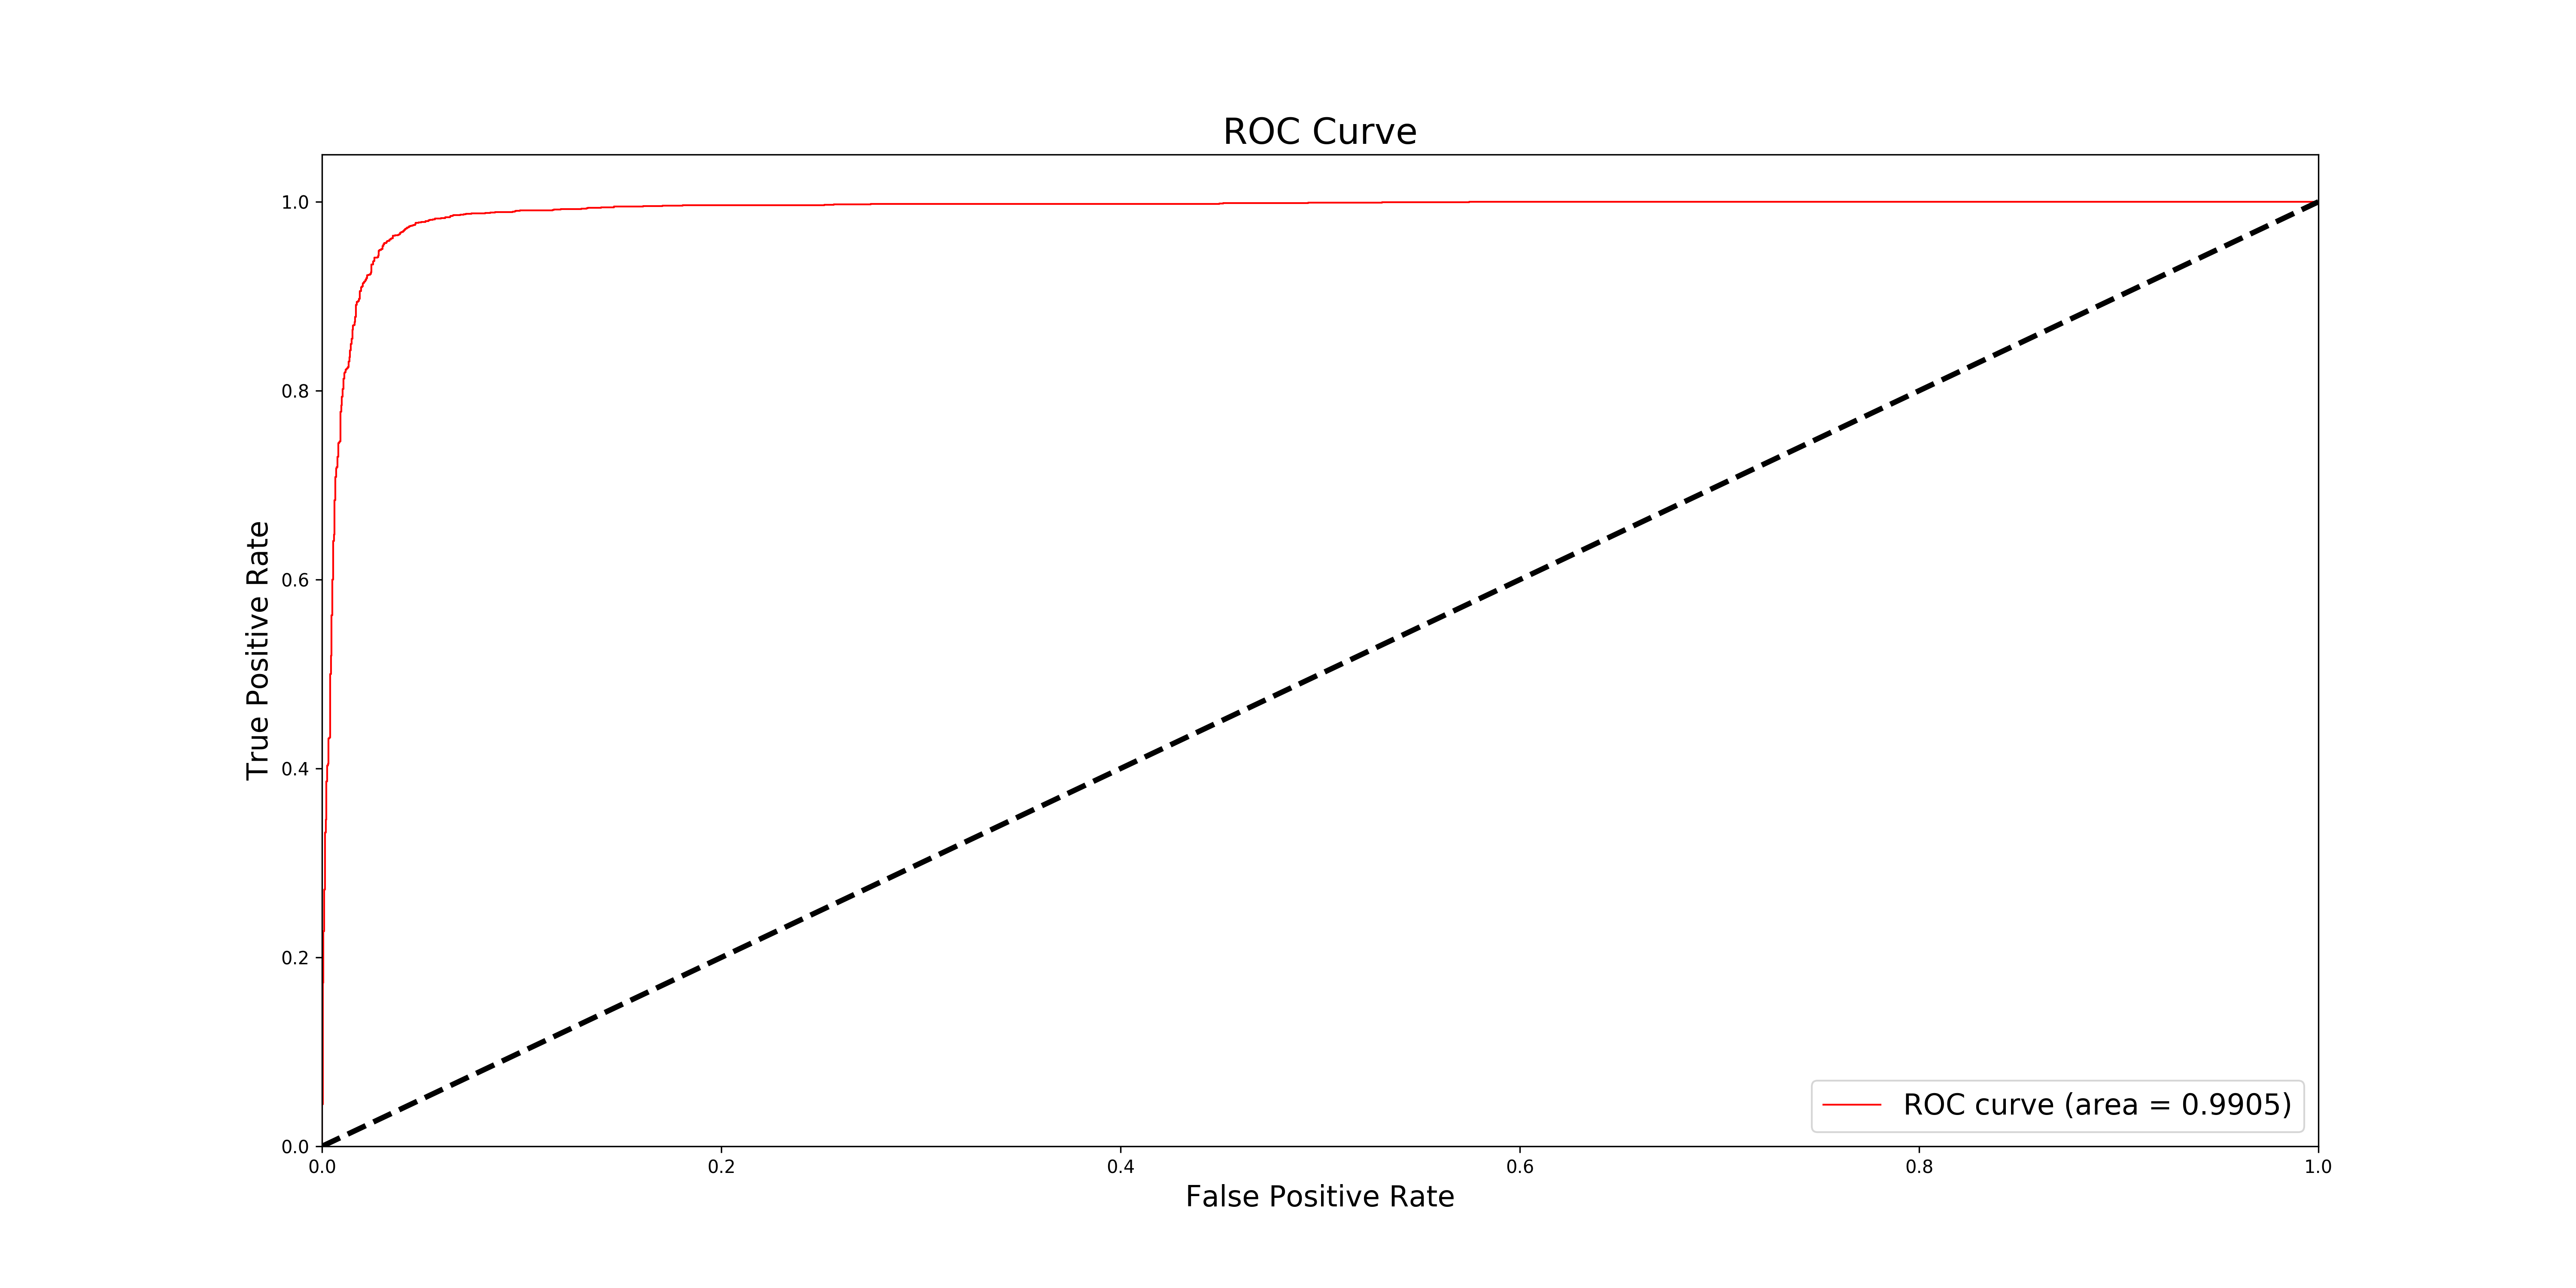 ROC Curve
1.0
0.8
0.6
0.4
0.2
0.0
True Positive Rate
0.0 0.2 0.4 0.6 0.8 1.0
False Positive Rate
ROC curve (area = 0.9905)